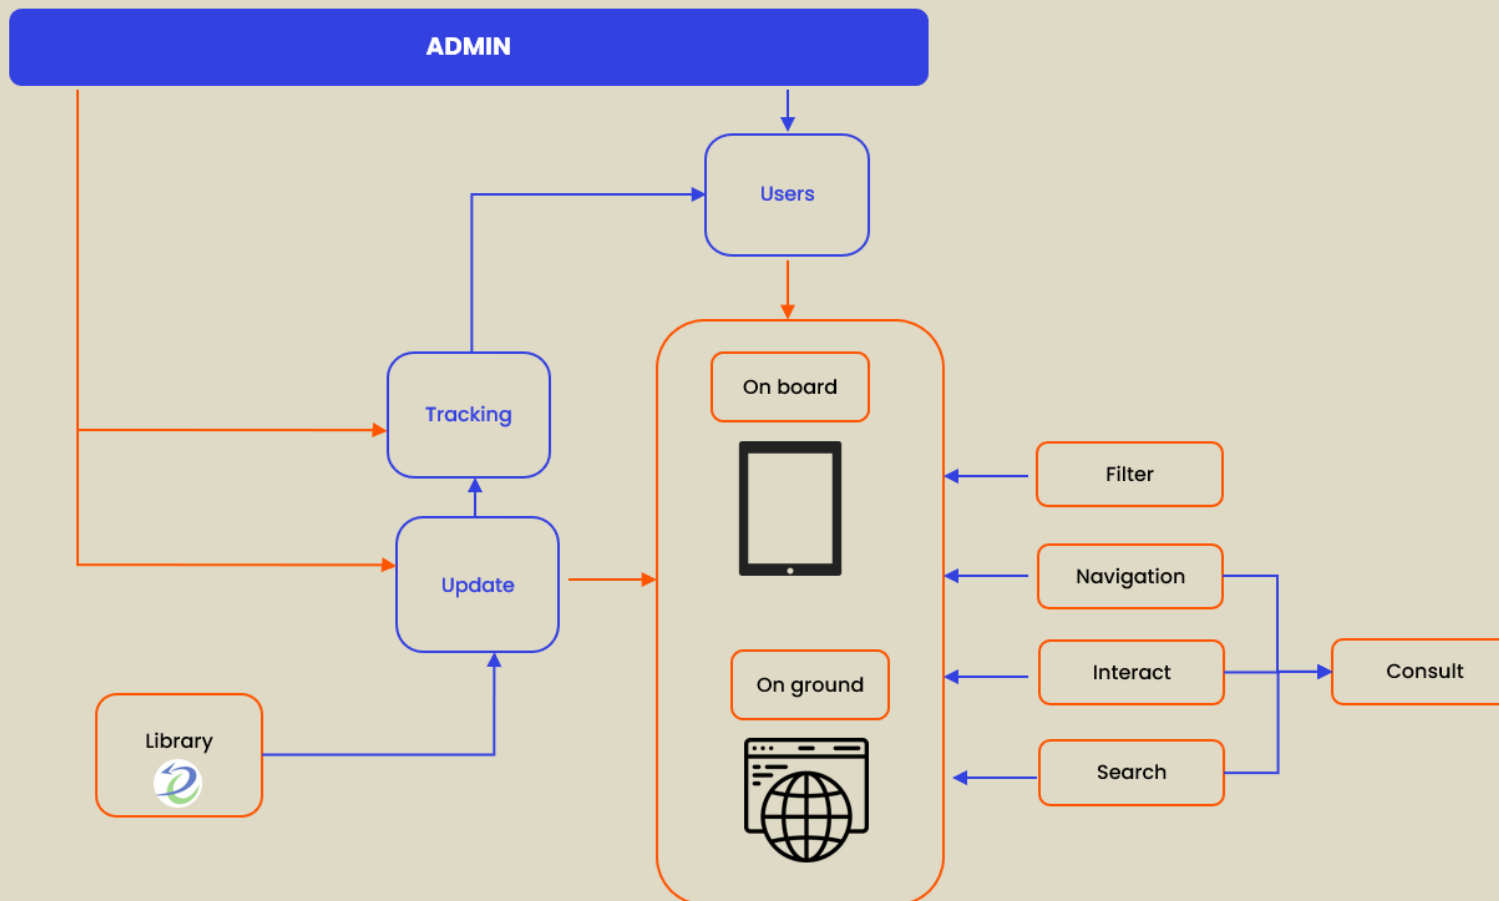 ADMIN
Users
Tracking
On board
Filter
Update
Navigation
Interact
Consult
On ground
Library
Search